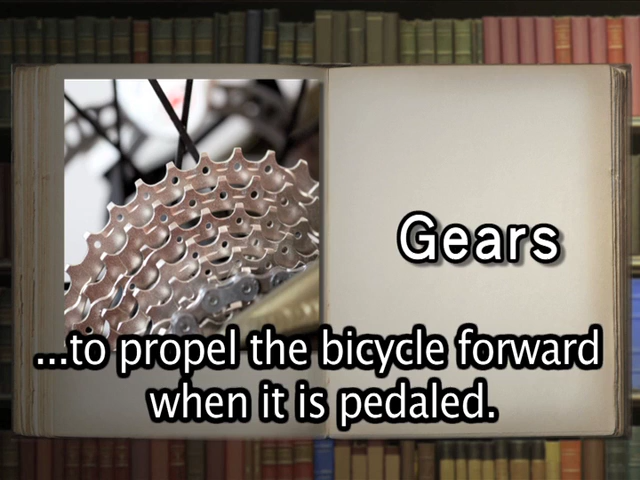 Gears
...to propel the bicycle forward
when it is pedaled.